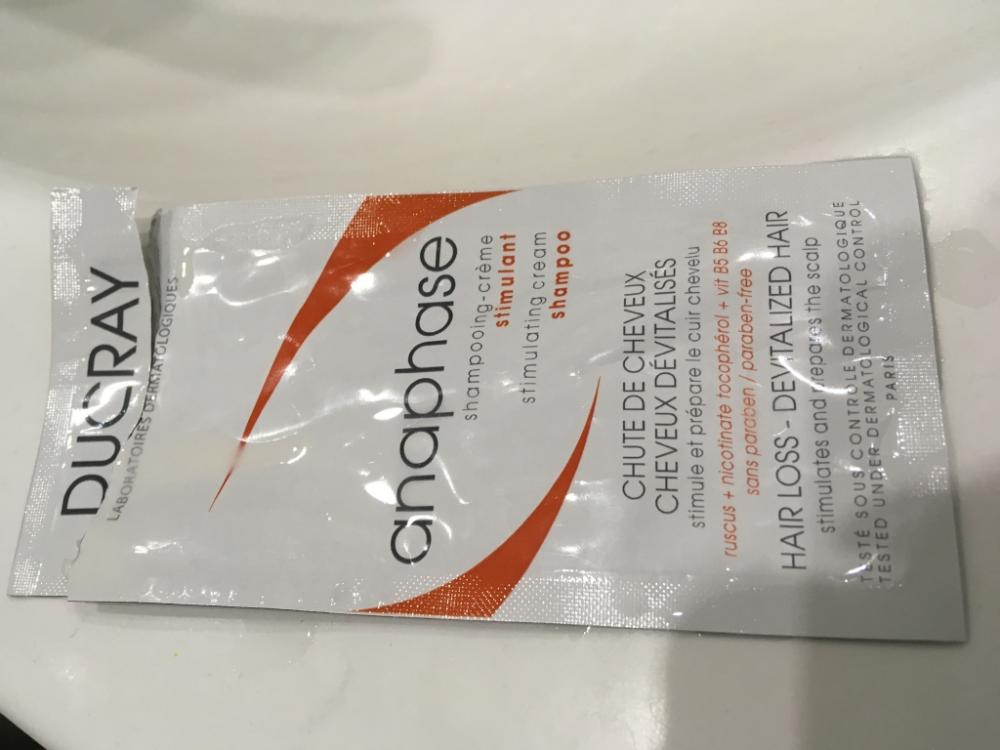 DUCRAY
LABORATOIRES DERMATOLOGIQUES
anaphase
shampooing-crème
stimulant
stimulating cream
shampoo
CHUTE DE CHEVEUX
CHEVEUX DÉVITALISÉS
stimule et prépare le cuir chevelu
ruscus + nicotinate tocophérol + vit B5 B6 B8
sans paraben / paraben-free
HAIR LOSS - DEVITALIZED HAIR
stimulates and prepares the scalp
TESTÉ SOUS CONTROLE DERMATOLOGIQUE
TESTED UNDER DERMATOLOGICAL CONTROL
PARIS